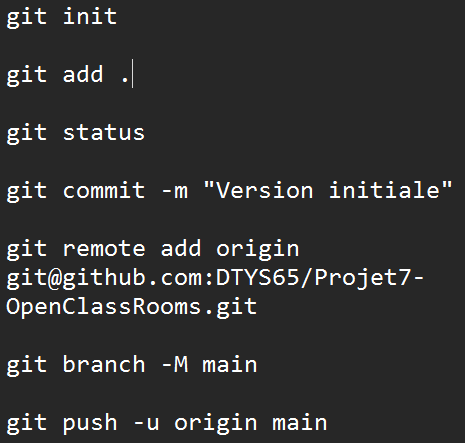 git init
git add .
git status
git commit -m "Version initiale"
git remote add origin
git@github.com:DTYS65/Projet7-
OpenClassRooms.git
git branch -M main
git push -u origin main